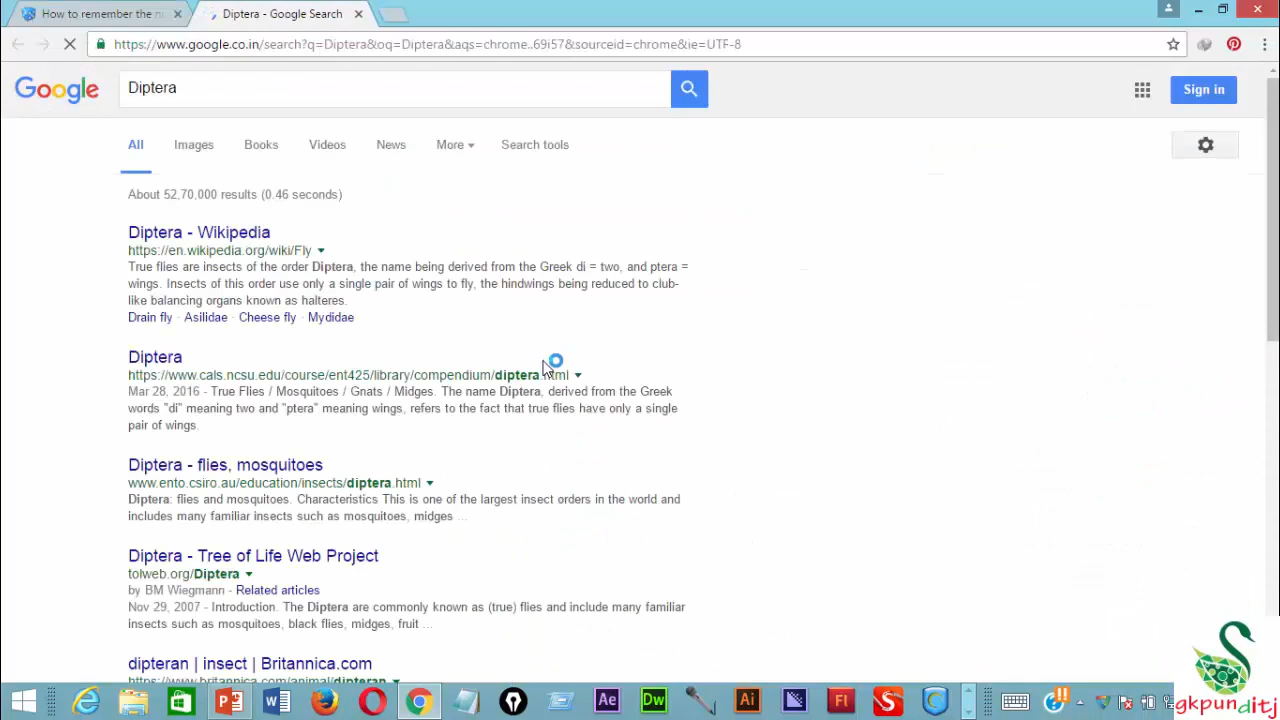 How to remember the n
Diptera - Google Search
https://www.google.co.in/search?q=Diptera&oq=Diptera&aqs=chrome..69i57&sourceid=chrome&ie=UTF-8
Google
Diptera
Sign in
All
Images
Books
Videos
News
More
Search tools
About 52,70,000 results (0.46 seconds)
Diptera - Wikipedia
https://en.wikipedia.org/wiki/Fly
True flies are insects of the order Diptera, the name being derived from the Greek di = two, and ptera =
wings. Insects of this order use only a single pair of wings to fly, the hindwings being reduced to club-
like balancing organs known as halteres.
Drain fly · Asilidae · Cheese fly · Mydidae
Diptera
https://www.cals.ncsu.edu/course/ent425/library/compendium/diptera.html
Mar 28, 2016 - True Flies / Mosquitoes / Gnats / Midges. The name Diptera, derived from the Greek
words "di" meaning two and "ptera" meaning wings, refers to the fact that true flies have only a single
pair of wings.
Diptera - flies, mosquitoes
www.ento.csiro.au/education/insects/diptera.html
Diptera: flies and mosquitoes. Characteristics This is one of the largest insect orders in the world and
includes many familiar insects such as mosquitoes, midges ...
Diptera - Tree of Life Web Project
tolweb.org/Diptera
by BM Wiegmann - Related articles
Nov 29, 2007 - Introduction. The Diptera are commonly known as (true) flies and include many familiar
insects such as mosquitoes, black flies, midges, fruit ...
dipteran | insect | Britannica.com
https://www.britannica.com/animal/dipteran
Ae
Dw
Ai
Fl
gkpunditj